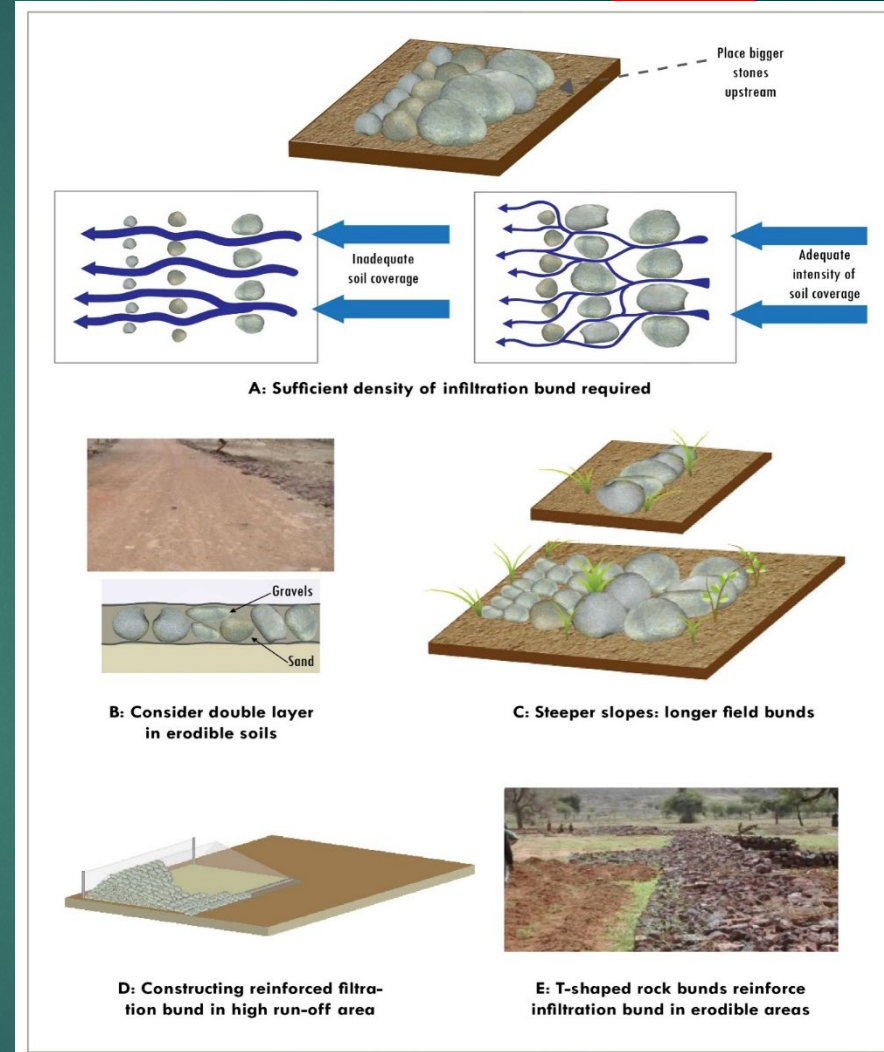 Place bigger
stones
upstream
Inadequate
soil coverage
Adequate
intensity of
soil coverage
A: Sufficient density of infiltration bund required
Gravels
Sand
B: Consider double layer
in erodible soils
C: Steeper slopes: longer field bunds
D: Constructing reinforced filtra-
tion bund in high run-off area
E: T-shaped rock bunds reinforce
infiltration bund in erodible areas